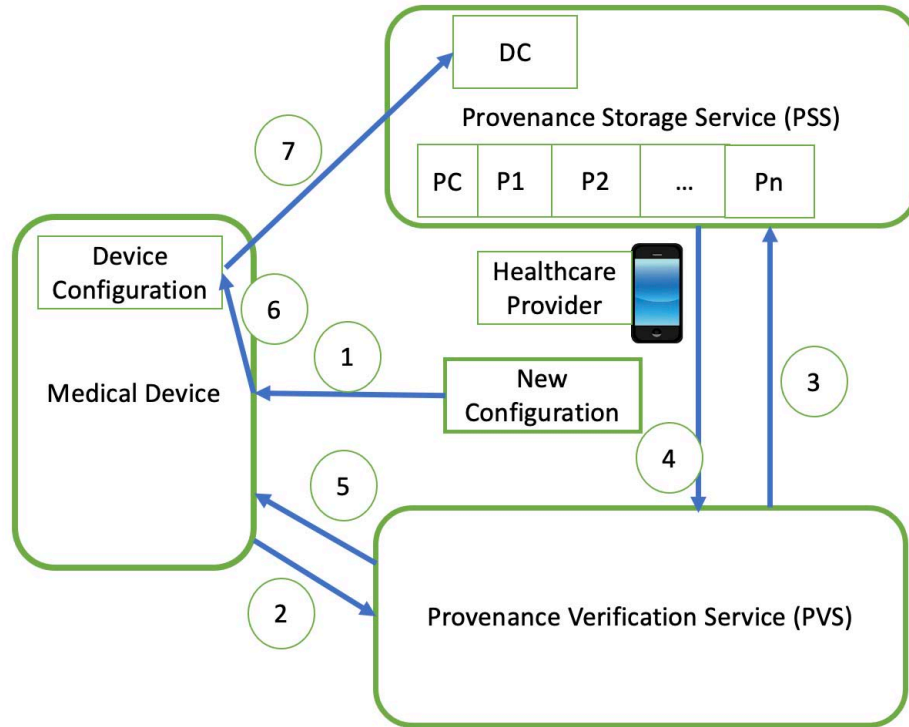 DC
Provenance Storage Service (PSS)
PC P1 P2 ... Pn
7
Device
Configuration
6
Healthcare
Provider
1
Medical Device
New
Configuration
3
4
5
2
Provenance Verification Service (PVS)